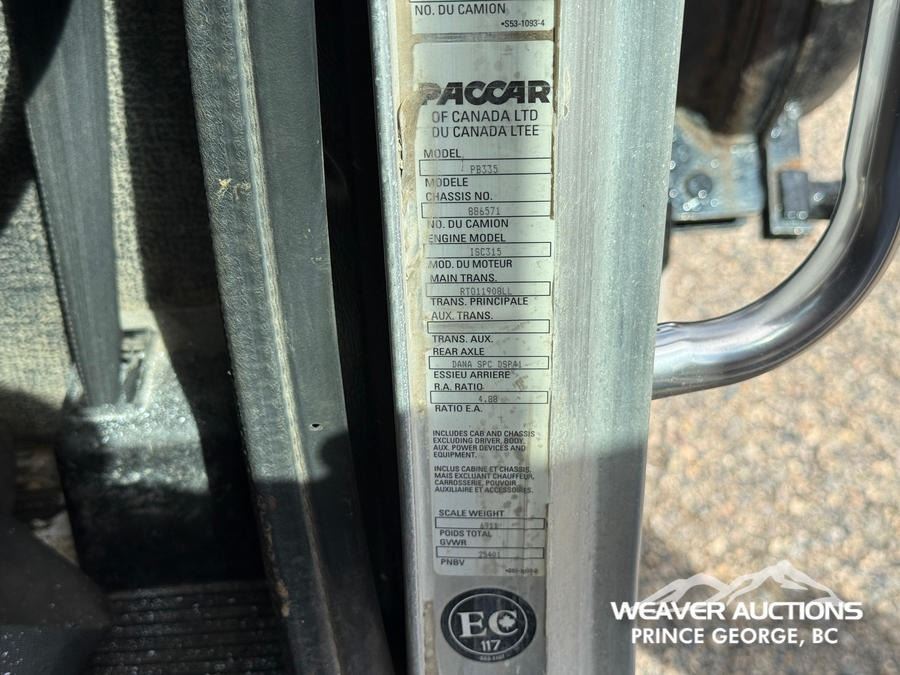 NO. DU CAMION
•S53-1093-4
PACCAR
OF CANADA LTD
DU CANADA LTEE
MODEL
PB335
MODELE
CHASSIS NO.
886571
NO. DU CAMION
ENGINE MODEL
ISC315
MOD. DU MOTEUR
MAIN TRANS.
RTO11908LL
TRANS. PRINCIPALE
AUX. TRANS.
TRANS. AUX.
REAR AXLE
DANA SPC DSP41
ESSIEU ARRIERE
R.A. RATIO
4.88
RATIO E.A.
INCLUDES CAB AND CHASSIS
EXCLUDING DRIVER, BODY,
AUX. POWER DEVICES AND
EQUIPMENT.
INCLUS CABINE ET CHASSIS,
MAIS EXCLUANT CHAUFFEUR,
CARROSSERIE, POUVOIR
AUXILIAIRE ET ACCESSOIRES.
SCALE WEIGHT
6911
POIDS TOTAL
GVWR
25401
PNBV
EC
117
WEAVER AUCTIONS
PRINCE GEORGE, BC